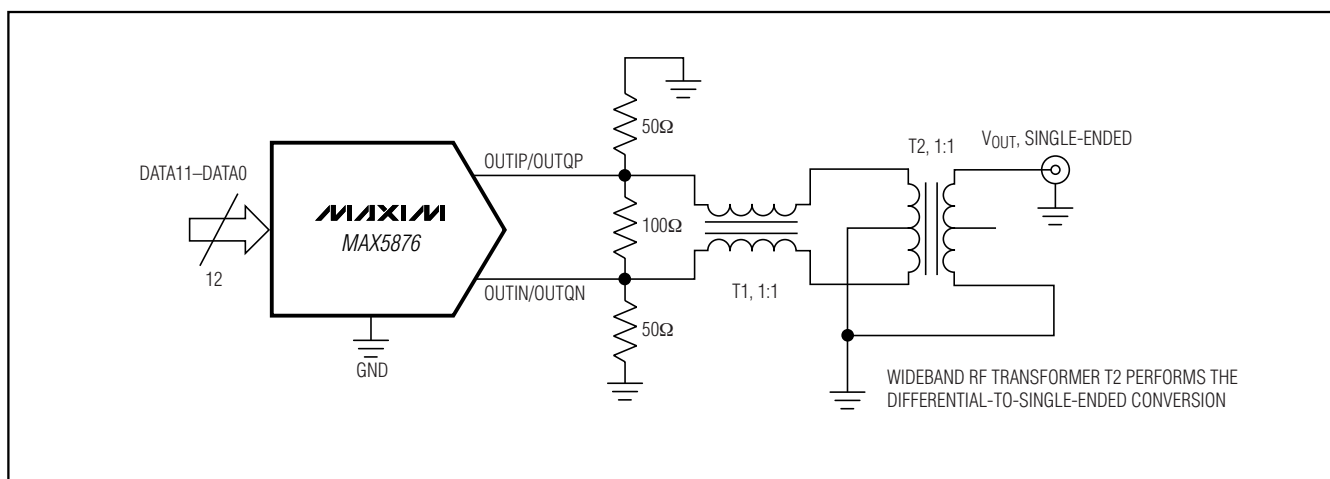 50Ω
T2, 1:1
VOUT, SINGLE-ENDED
DATA11–DATA0
OUTIP/OUTQP
MAXIM
MAX5876
100Ω
12
OUTIN/OUTQN
T1, 1:1
50Ω
GND
WIDEBAND RF TRANSFORMER T2 PERFORMS THE
DIFFERENTIAL-TO-SINGLE-ENDED CONVERSION